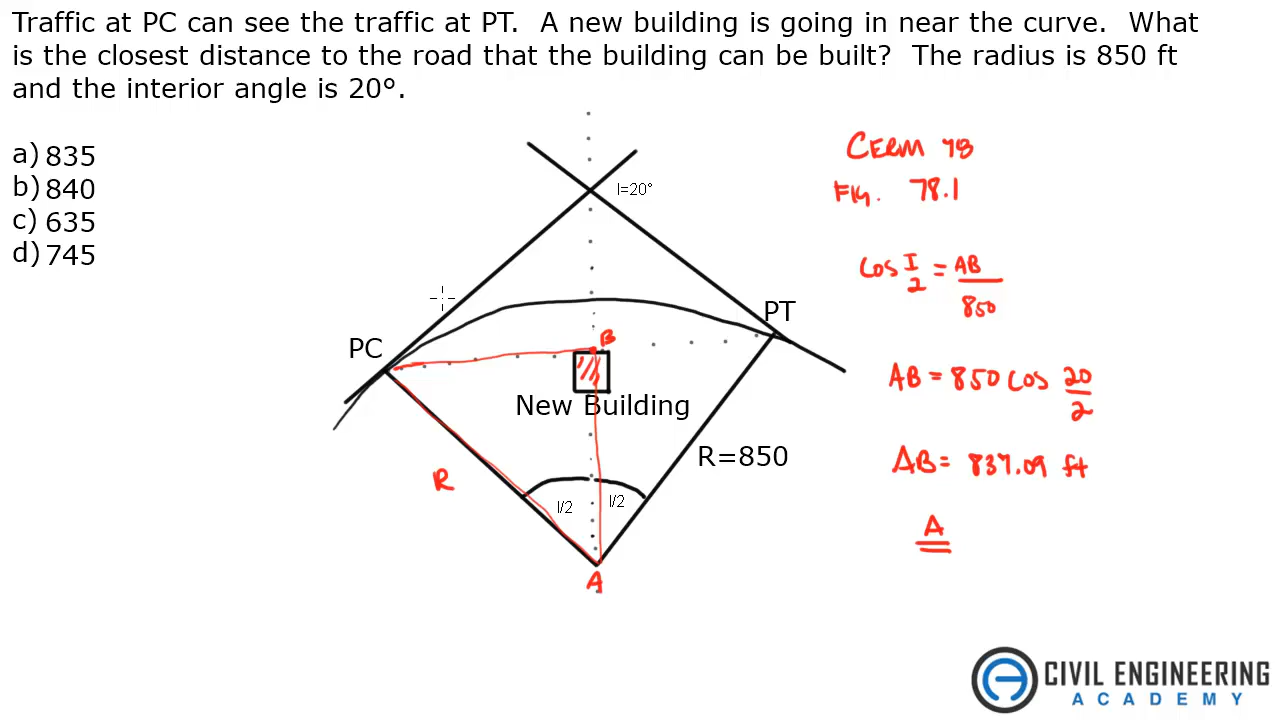 Traffic at PC can see the traffic at PT. A new building is going in near the curve. What
is the closest distance to the road that the building can be built? The radius is 850 ft
and the interior angle is 20°.
a) 835
b) 840
c) 635
d) 745
CERM 78
FIG. 78.1
I=20°
COS I/2 = AB/850
PT
B
PC
AB = 850 COS 20/2
New Building
R=850
AB = 837.09 ft
R
I/2
I/2
A
A
CIVIL ENGINEERING
ACADEMY